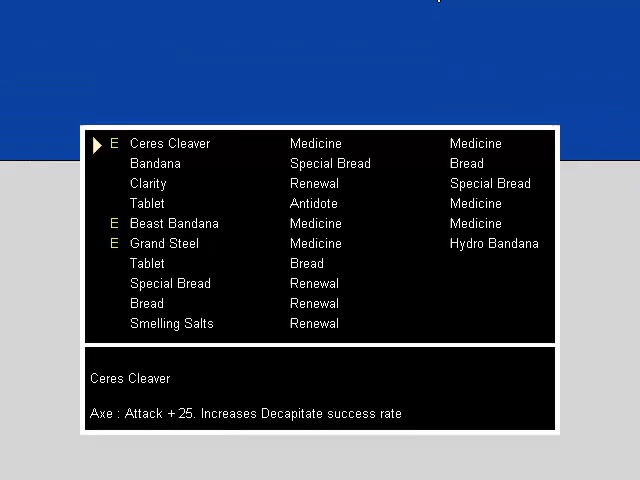 E Ceres Cleaver Medicine Medicine
Bandana Special Bread Bread
Clarity Renewal Special Bread
Tablet Antidote Medicine
E Beast Bandana Medicine Medicine
E Grand Steel Medicine Hydro Bandana
Tablet Bread
Special Bread Renewal
Bread Renewal
Smelling Salts Renewal
Ceres Cleaver
Axe : Attack +25. Increases Decapitate success rate